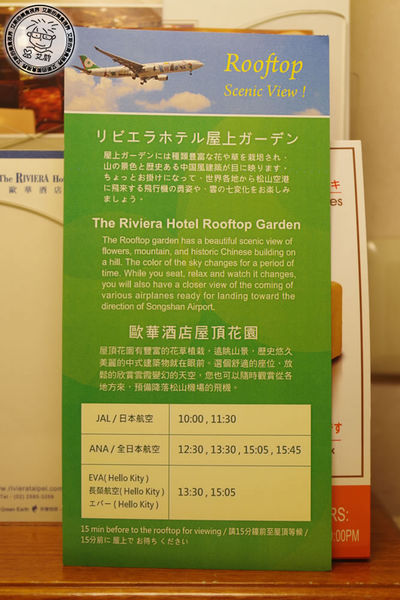 Rooftop
Scenic View !
リビエラホテル屋上ガーデン
屋上ガーデンには種類豊富な花や草を栽培され、
山の景色と歴史ある中国風建築が目に映ります。
ちょっとお掛けになって、世界各地から松山空港
に飛来する飛行機の勇姿や、雲の七変化をお楽しみ
ましょう。
The Riviera Hotel Rooftop Garden
The Rooftop garden has a beautiful scenic view of
flowers, mountain, and historic Chinese building on
a hill. The color of the sky changes for a period of
time. While you seat, relax and watch it changes,
you will also have a closer view of the coming of
various airplanes ready for landing toward the
direction of Songshan Airport.
歐華酒店屋頂花園
屋頂花園有豐富的花草植栽，遠眺山景，歷史悠久
美麗的中式建築物就在眼前。選個舒適的座位，放
鬆的欣賞雲霞變幻的天空，您也可以隨時觀賞從各
地方來，預備降落松山機場的飛機。
JAL / 日本航空 10:00 , 11:30
ANA / 全日本航空 12:30 , 13:30 , 15:05 , 15:45
EVA( Hello Kity )
長榮航空( Hello Kity )
エバー ( Hello Kity )
13:30 , 15:05
15 min before to the rooftop for viewing / 請15分鐘前至屋頂等候 /
15分前に 屋上で お待ち ください
The RIVIERA Ho
歐華酒店
www.rivierataipei.com
Green Earth
キ
es
です
RS:
:00PM